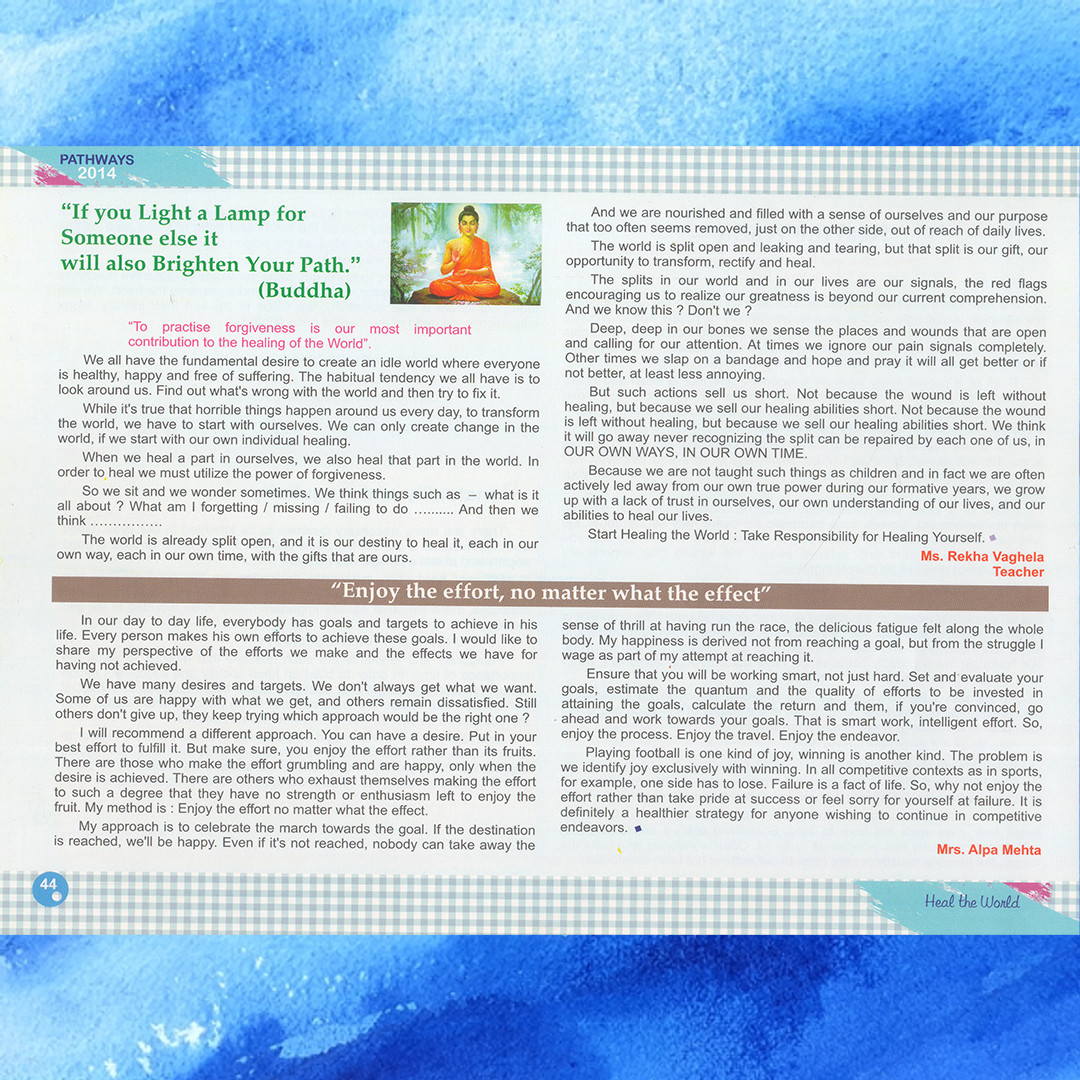 PATHWAYS
2014
“If you Light a Lamp for
Someone else it
will also Brighten Your Path.”
(Buddha)
“To practise forgiveness is our most important
contribution to the healing of the World”.
We all have the fundamental desire to create an idle world where everyone
is healthy, happy and free of suffering. The habitual tendency we all have is to
look around us. Find out what's wrong with the world and then try to fix it.
While it's true that horrible things happen around us every day, to transform
the world, we have to start with ourselves. We can only create change in the
world, if we start with our own individual healing.
When we heal a part in ourselves, we also heal that part in the world. In
order to heal we must utilize the power of forgiveness.
So we sit and we wonder sometimes. We think things such as – what is it
all about ? What am I forgetting / missing / failing to do .......... And then we
think ................
The world is already split open, and it is our destiny to heal it, each in our
own way, each in our own time, with the gifts that are ours.
And we are nourished and filled with a sense of ourselves and our purpose
that too often seems removed, just on the other side, out of reach of daily lives.
The world is split open and leaking and tearing, but that split is our gift, our
opportunity to transform, rectify and heal.
The splits in our world and in our lives are our signals, the red flags
encouraging us to realize our greatness is beyond our current comprehension.
And we know this ? Don't we ?
Deep, deep in our bones we sense the places and wounds that are open
and calling for our attention. At times we ignore our pain signals completely.
Other times we slap on a bandage and hope and pray it will all get better or if
not better, at least less annoying.
But such actions sell us short. Not because the wound is left without
healing, but because we sell our healing abilities short. Not because the wound
is left without healing, but because we sell our healing abilities short. We think
it will go away never recognizing the split can be repaired by each one of us, in
OUR OWN WAYS, IN OUR OWN TIME.
Because we are not taught such things as children and in fact we are often
actively led away from our own true power during our formative years, we grow
up with a lack of trust in ourselves, our own understanding of our lives, and our
abilities to heal our lives.
Start Healing the World : Take Responsibility for Healing Yourself.
Ms. Rekha Vaghela
Teacher
“Enjoy the effort, no matter what the effect”
In our day to day life, everybody has goals and targets to achieve in his
life. Every person makes his own efforts to achieve these goals. I would like to
share my perspective of the efforts we make and the effects we have for
having not achieved.
We have many desires and targets. We don't always get what we want.
Some of us are happy with what we get, and others remain dissatisfied. Still
others don't give up, they keep trying which approach would be the right one ?
I will recommend a different approach. You can have a desire. Put in your
best effort to fulfill it. But make sure, you enjoy the effort rather than its fruits.
There are those who make the effort grumbling and are happy, only when the
desire is achieved. There are others who exhaust themselves making the effort
to such a degree that they have no strength or enthusiasm left to enjoy the
fruit. My method is : Enjoy the effort no matter what the effect.
My approach is to celebrate the march towards the goal. If the destination
is reached, we'll be happy. Even if it's not reached, nobody can take away the
sense of thrill at having run the race, the delicious fatigue felt along the whole
body. My happiness is derived not from reaching a goal, but from the struggle I
wage as part of my attempt at reaching it.
Ensure that you will be working smart, not just hard. Set and evaluate your
goals, estimate the quantum and the quality of efforts to be invested in
attaining the goals, calculate the return and them, if you're convinced, go
ahead and work towards your goals. That is smart work, intelligent effort. So,
enjoy the process. Enjoy the travel. Enjoy the endeavor.
Playing football is one kind of joy, winning is another kind. The problem is
we identify joy exclusively with winning. In all competitive contexts as in sports,
for example, one side has to lose. Failure is a fact of life. So, why not enjoy the
effort rather than take pride at success or feel sorry for yourself at failure. It is
definitely a healthier strategy for anyone wishing to continue in competitive
endeavors.
Mrs. Alpa Mehta
44
Heal the World